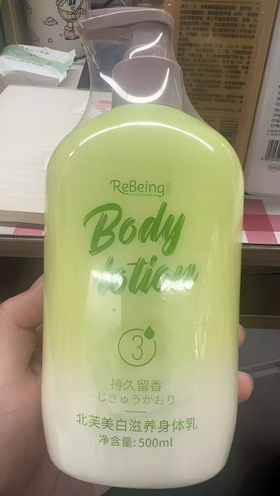 ReBeing
Body
lotion
3
持久留香
じきゅうかおり
北芙美白滋养身体乳
净含量: 500ml